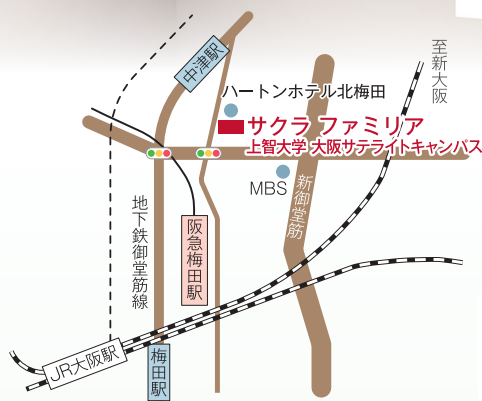 中津駅
至新大阪
ハートンホテル北梅田
サクラ ファミリア
上智大学 大阪サテライトキャンパス
MBS
新御堂筋
地下鉄御堂筋線
阪急梅田駅
JR大阪駅
梅田駅